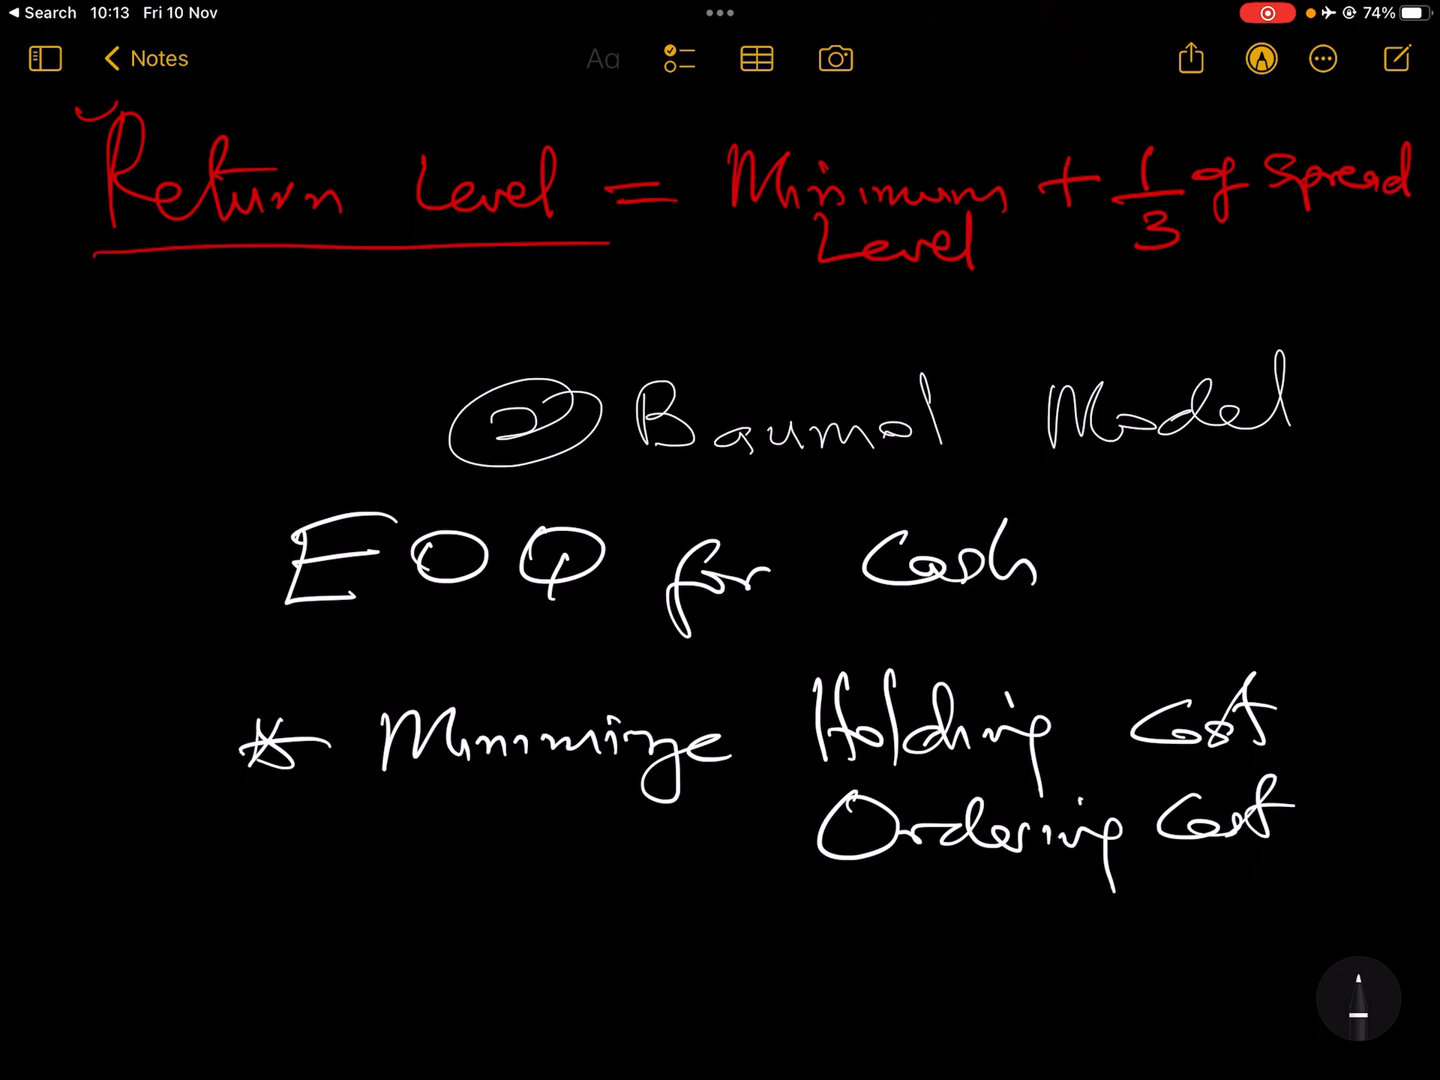 Search 10:13 Fri 10 Nov 74%
Notes Aa
Return Level = Minimum + 1/3 of Spread
Level
2 Baumol Model
EOQ for Cash
* Minimize Holding Cost
Ordering Cost